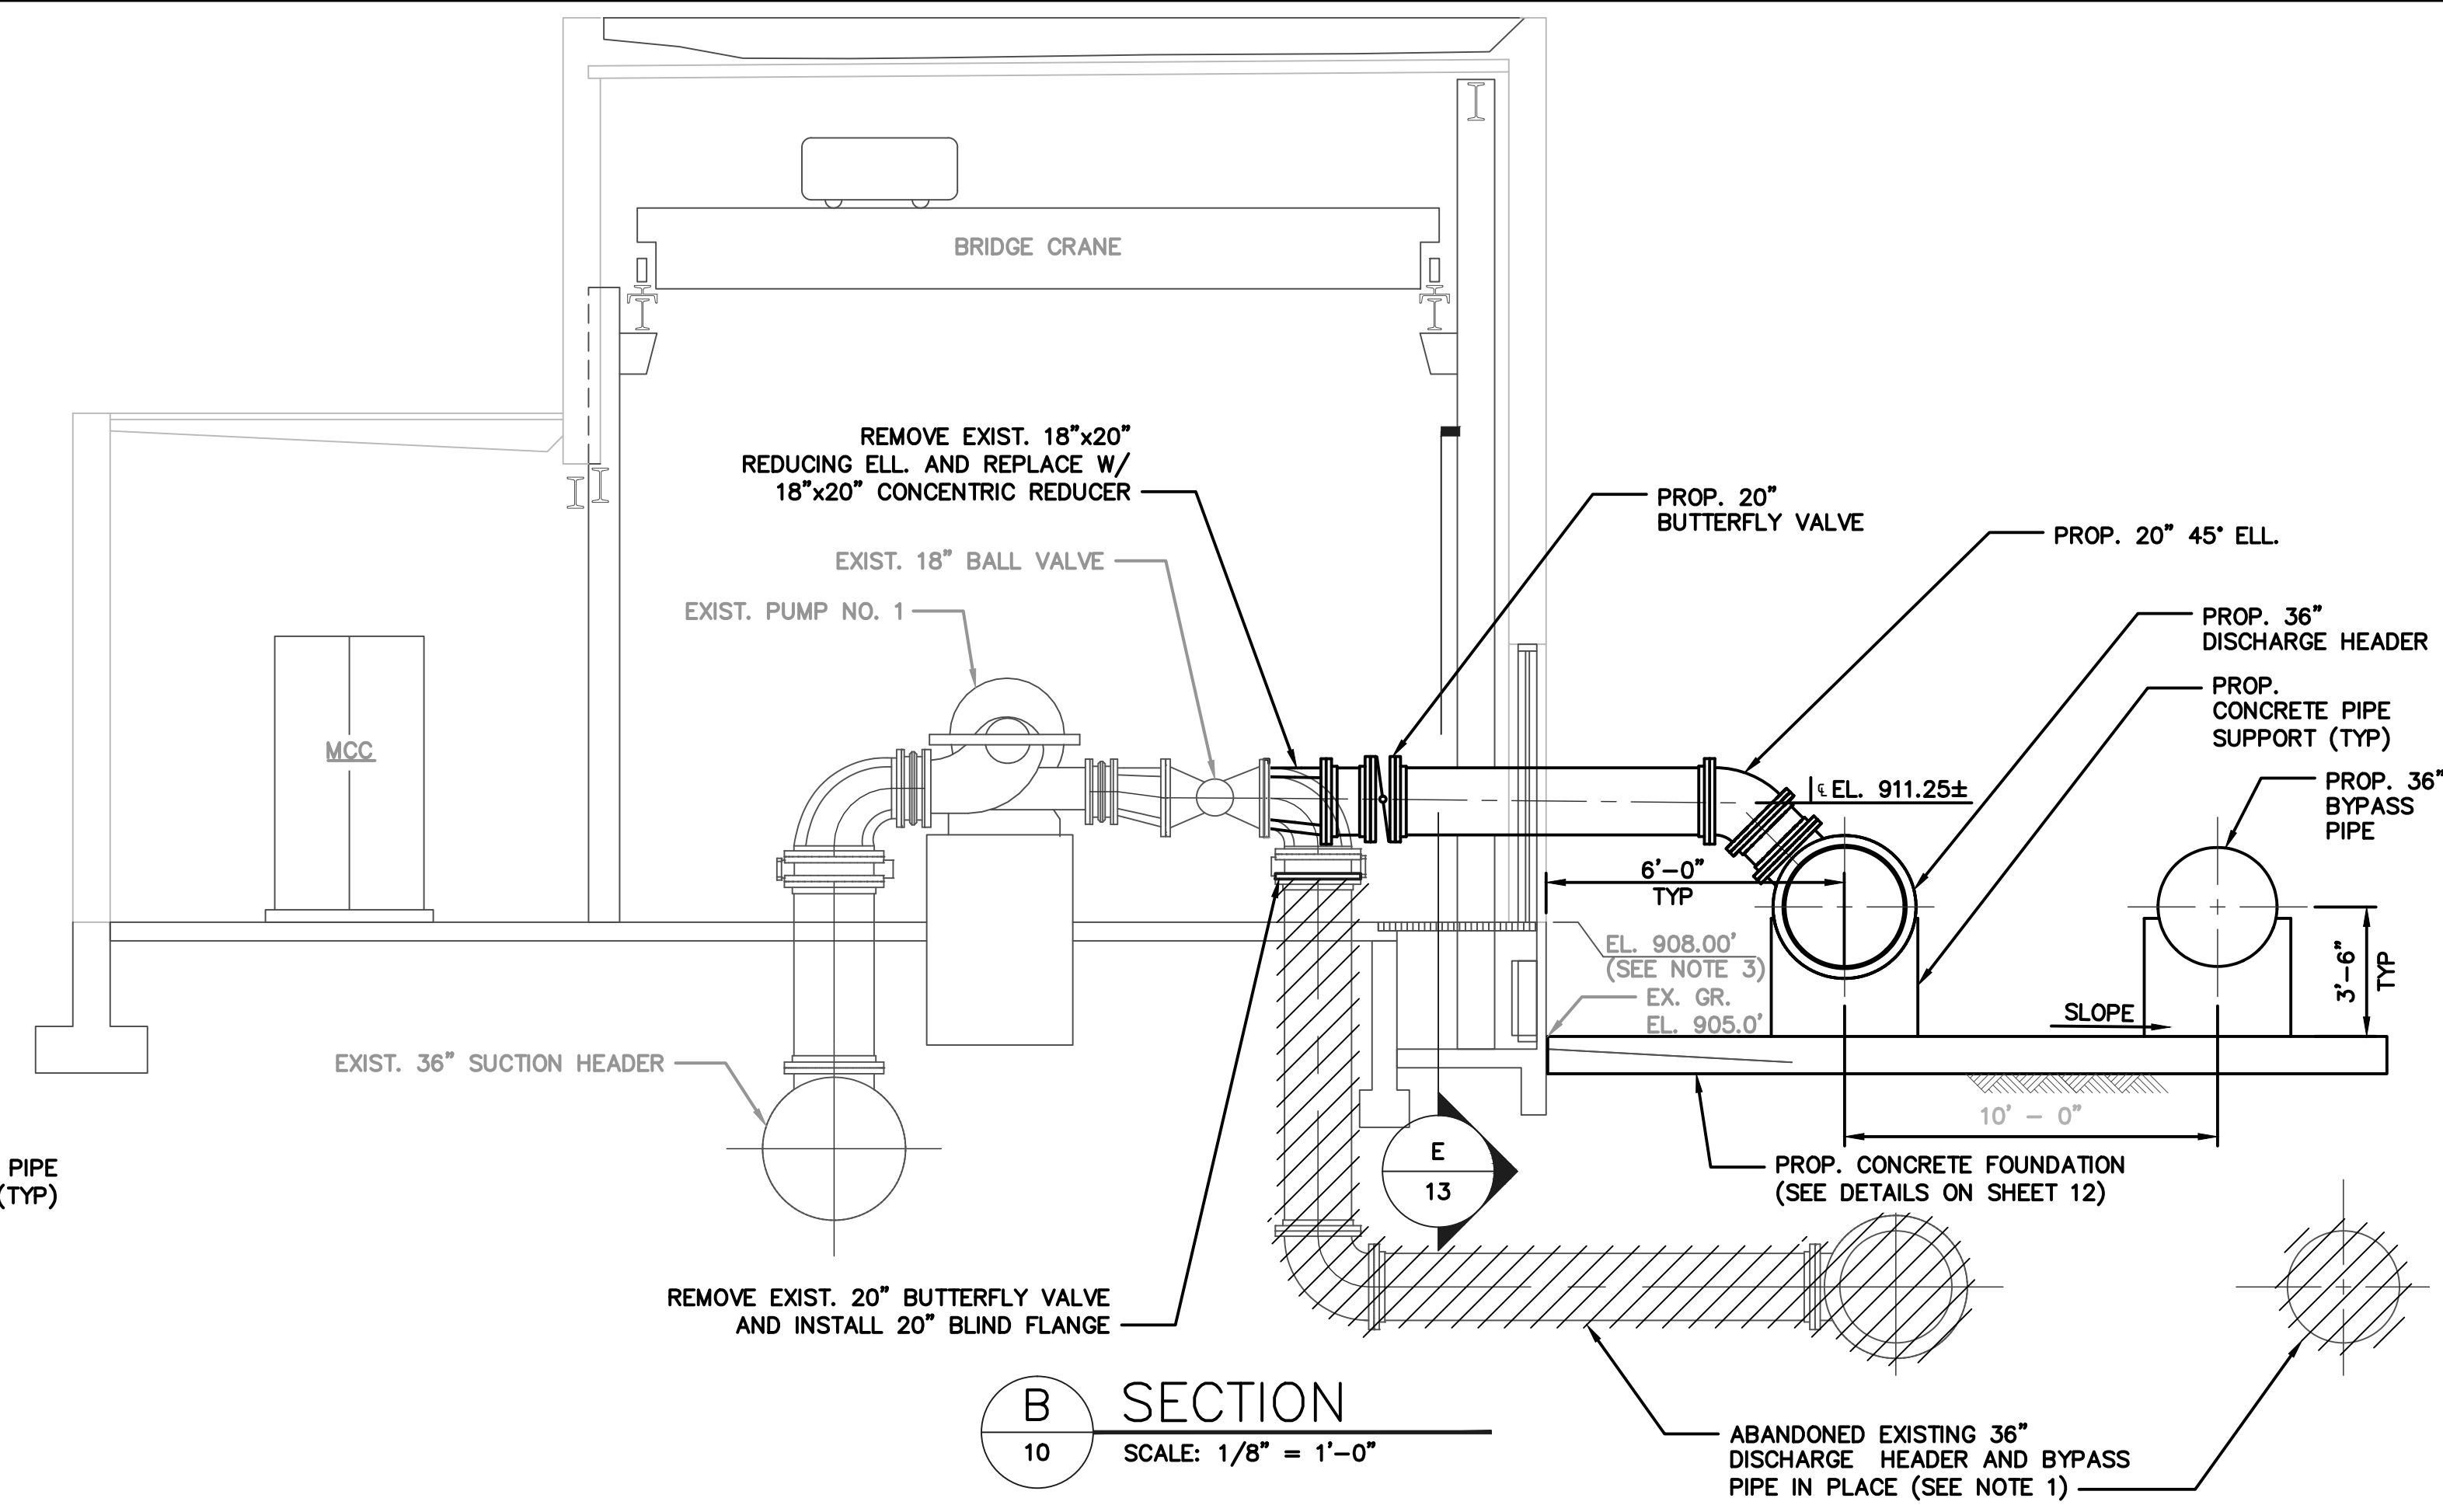 BRIDGE CRANE
REMOVE EXIST. 18"x20"
REDUCING ELL. AND REPLACE W/
18"x20" CONCENTRIC REDUCER
PROP. 20"
BUTTERFLY VALVE
PROP. 20" 45° ELL.
EXIST. 18" BALL VALVE
EXIST. PUMP NO. 1
PROP. 36"
DISCHARGE HEADER
PROP.
CONCRETE PIPE
SUPPORT (TYP)
MCC
℄ EL. 911.25±
PROP. 36"
BYPASS
PIPE
6'-0"
TYP
EL. 908.00'
(SEE NOTE 3)
EX. GR.
EL. 905.0'
3'-6"
TYP
SLOPE
EXIST. 36" SUCTION HEADER
10' - 0"
PIPE
(TYP)
E
13
PROP. CONCRETE FOUNDATION
(SEE DETAILS ON SHEET 12)
REMOVE EXIST. 20" BUTTERFLY VALVE
AND INSTALL 20" BLIND FLANGE
B
10
SECTION
SCALE: 1/8" = 1'-0"
ABANDONED EXISTING 36"
DISCHARGE HEADER AND BYPASS
PIPE IN PLACE (SEE NOTE 1)